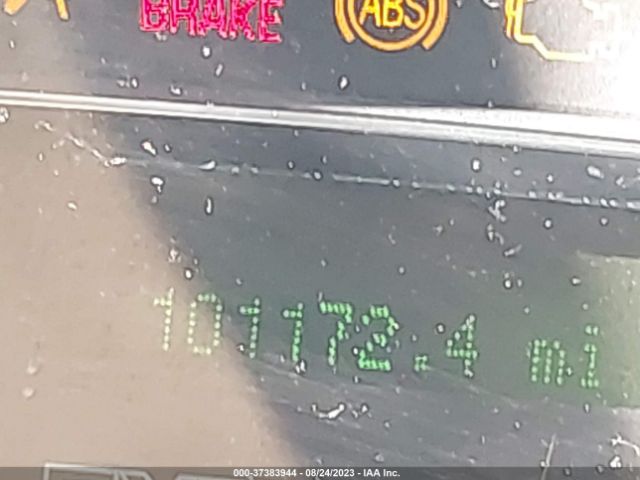 BRAKE ABS
101172.4 mi
000-37383944 - 08/24/2023 - IAA Inc.